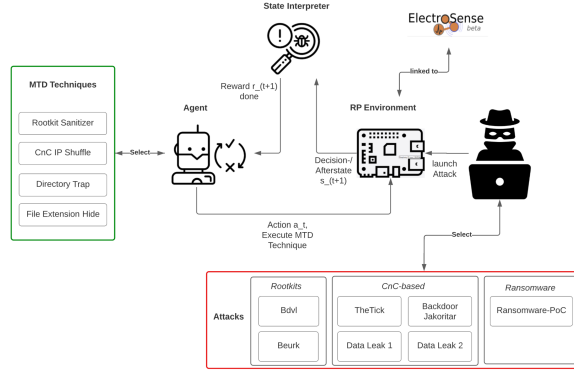 State Interpreter
ElectroSense
beta
MTD Techniques
Rootkit Sanitizer
CnC IP Shuffle
Directory Trap
File Extension Hide
Select
Agent
Reward r_(t+1)
done
RP Environment
linked to
Decision-/
Afterstate
s_(t+1)
launch
Attack
Action a_t,
Execute MTD
Technique
Select
Attacks
Rootkits
Bdvl
Beurk
CnC-based
TheTick
Backdoor
Jakoritar
Data Leak 1
Data Leak 2
Ransomware
Ransomware-PoC